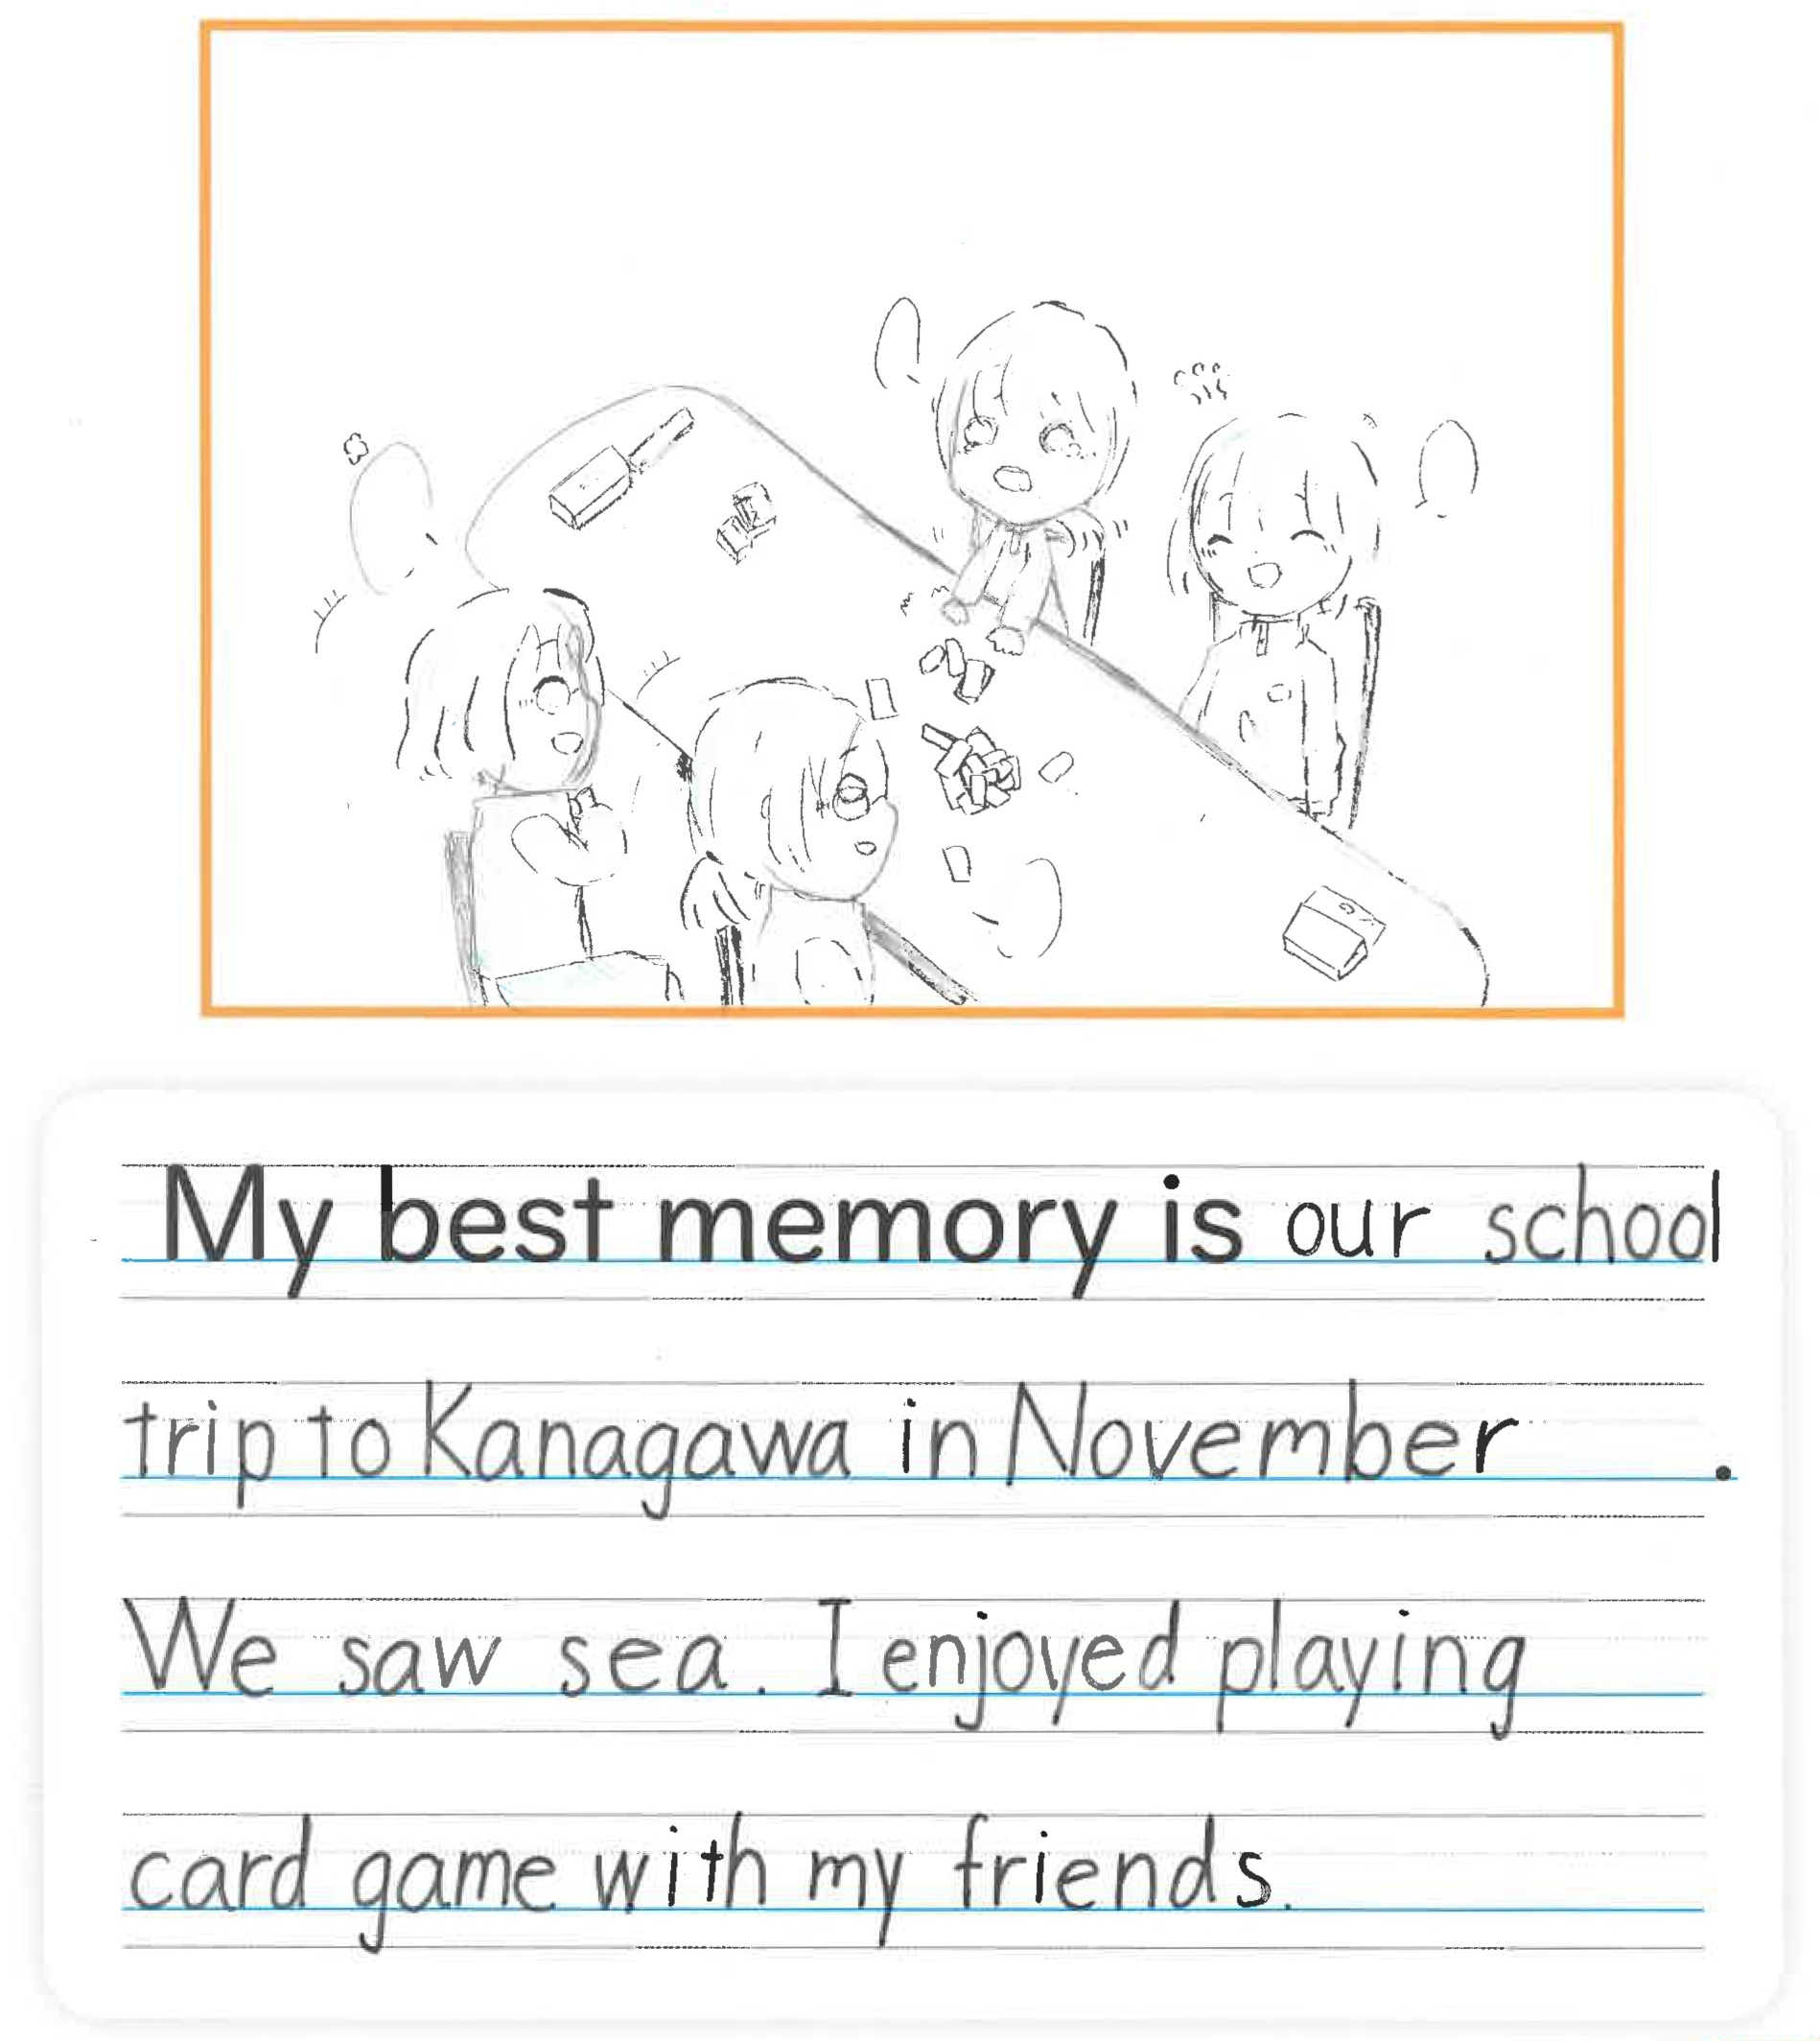 My best memory is our school
trip to Kanagawa in November .
We saw sea. I enjoyed playing
card game with my friends.